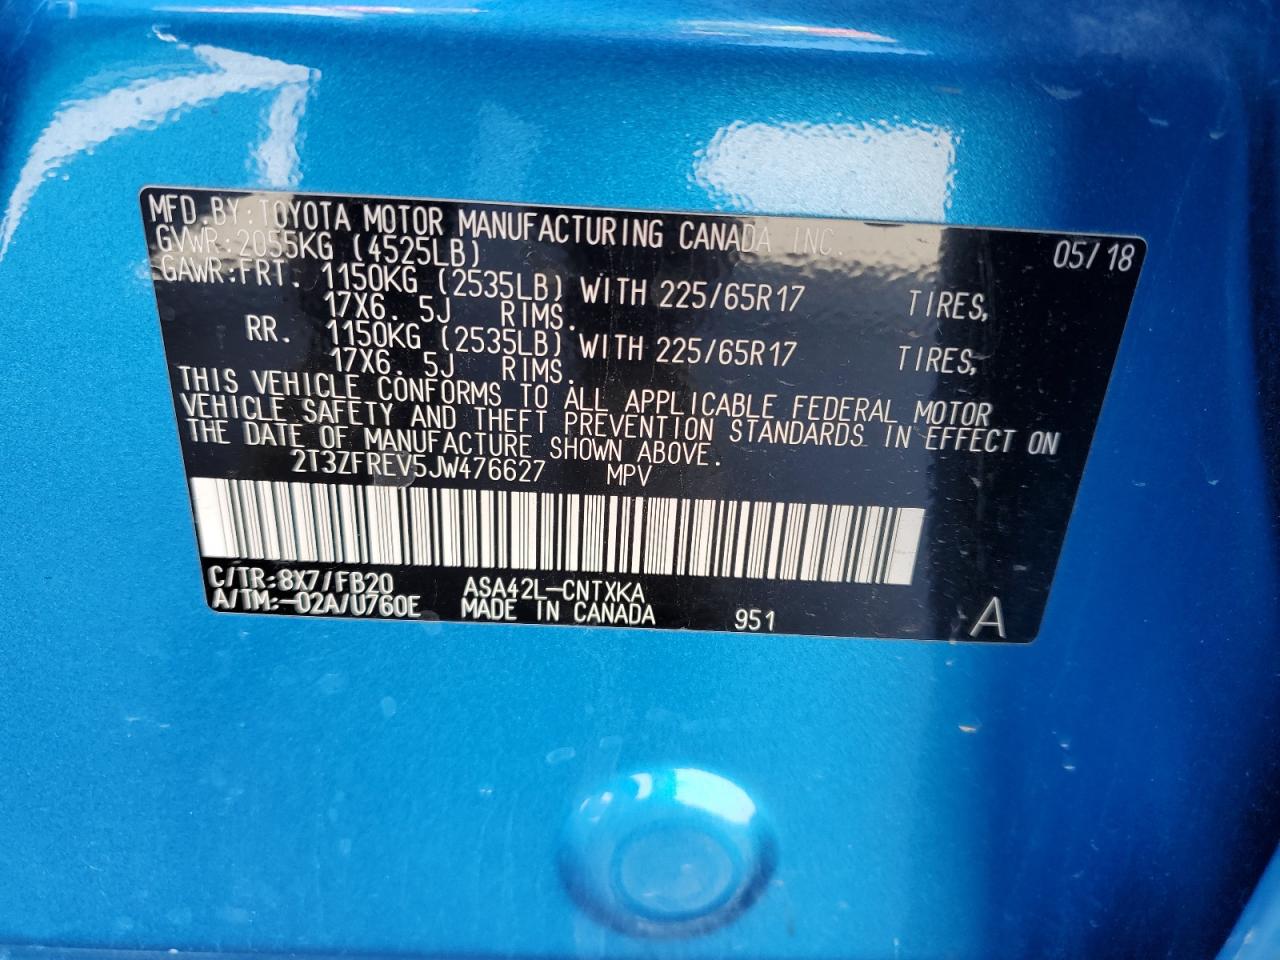 MFD.BY:TOYOTA MOTOR MANUFACTURING CANADA INC. 05/18
GVWR:2055KG (4525LB)
GAWR:FRT. 1150KG (2535LB) WITH 225/65R17 TIRES,
17X6.5J RIMS.
RR. 1150KG (2535LB) WITH 225/65R17 TIRES,
17X6.5J RIMS.
THIS VEHICLE CONFORMS TO ALL APPLICABLE FEDERAL MOTOR
VEHICLE SAFETY AND THEFT PREVENTION STANDARDS IN EFFECT ON
THE DATE OF MANUFACTURE SHOWN ABOVE.
2T3ZFREV5JW476627 MPV
C/TR:8X7/FB20 ASA42L-CNTXKA
A/TM:-02A/U760E MADE IN CANADA 951 A